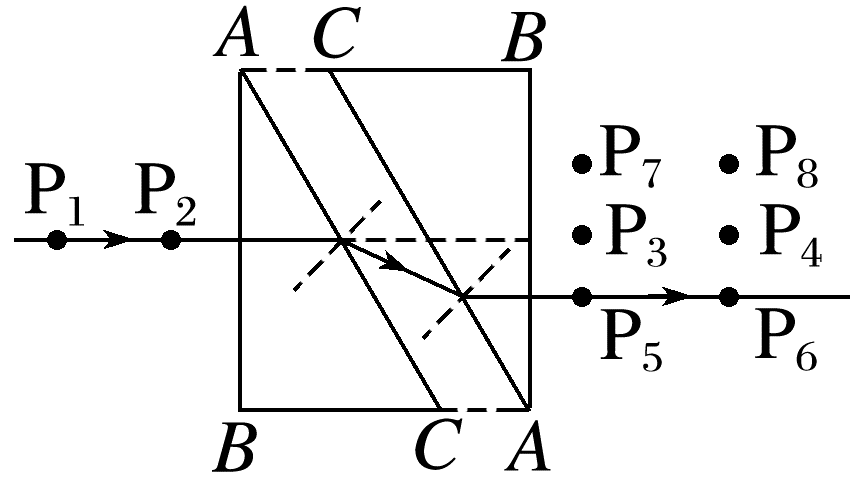 A C B
P₇ P₈
P₁ P₂
P₃ P₄
P₅ P₆
B C A